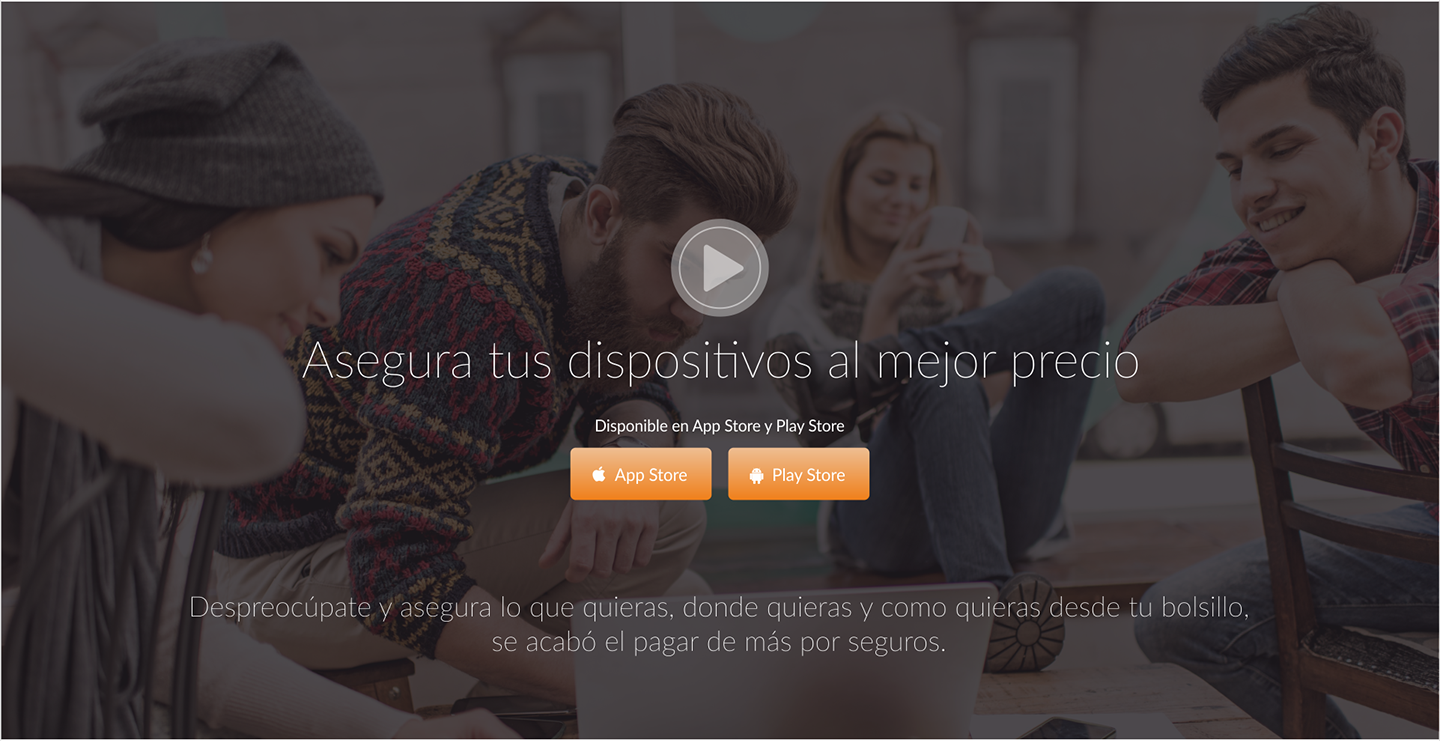 Asegura tus dispositivos al mejor precio
Disponible en App Store y Play Store
App Store
Play Store
Despreocúpate y asegura lo que quieras, donde quieras y como quieras desde tu bolsillo,
se acabó el pagar de más por seguros.